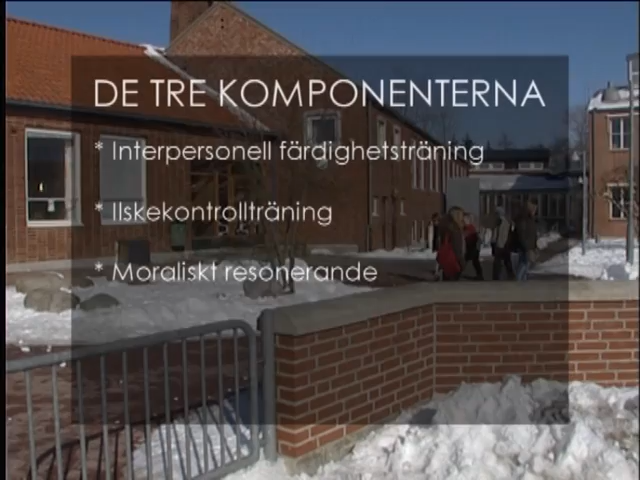 DE TRE KOMPONENTERNA
* Interpersonell färdighetsträning
* Ilskekontrollträning
* Moraliskt resonerande